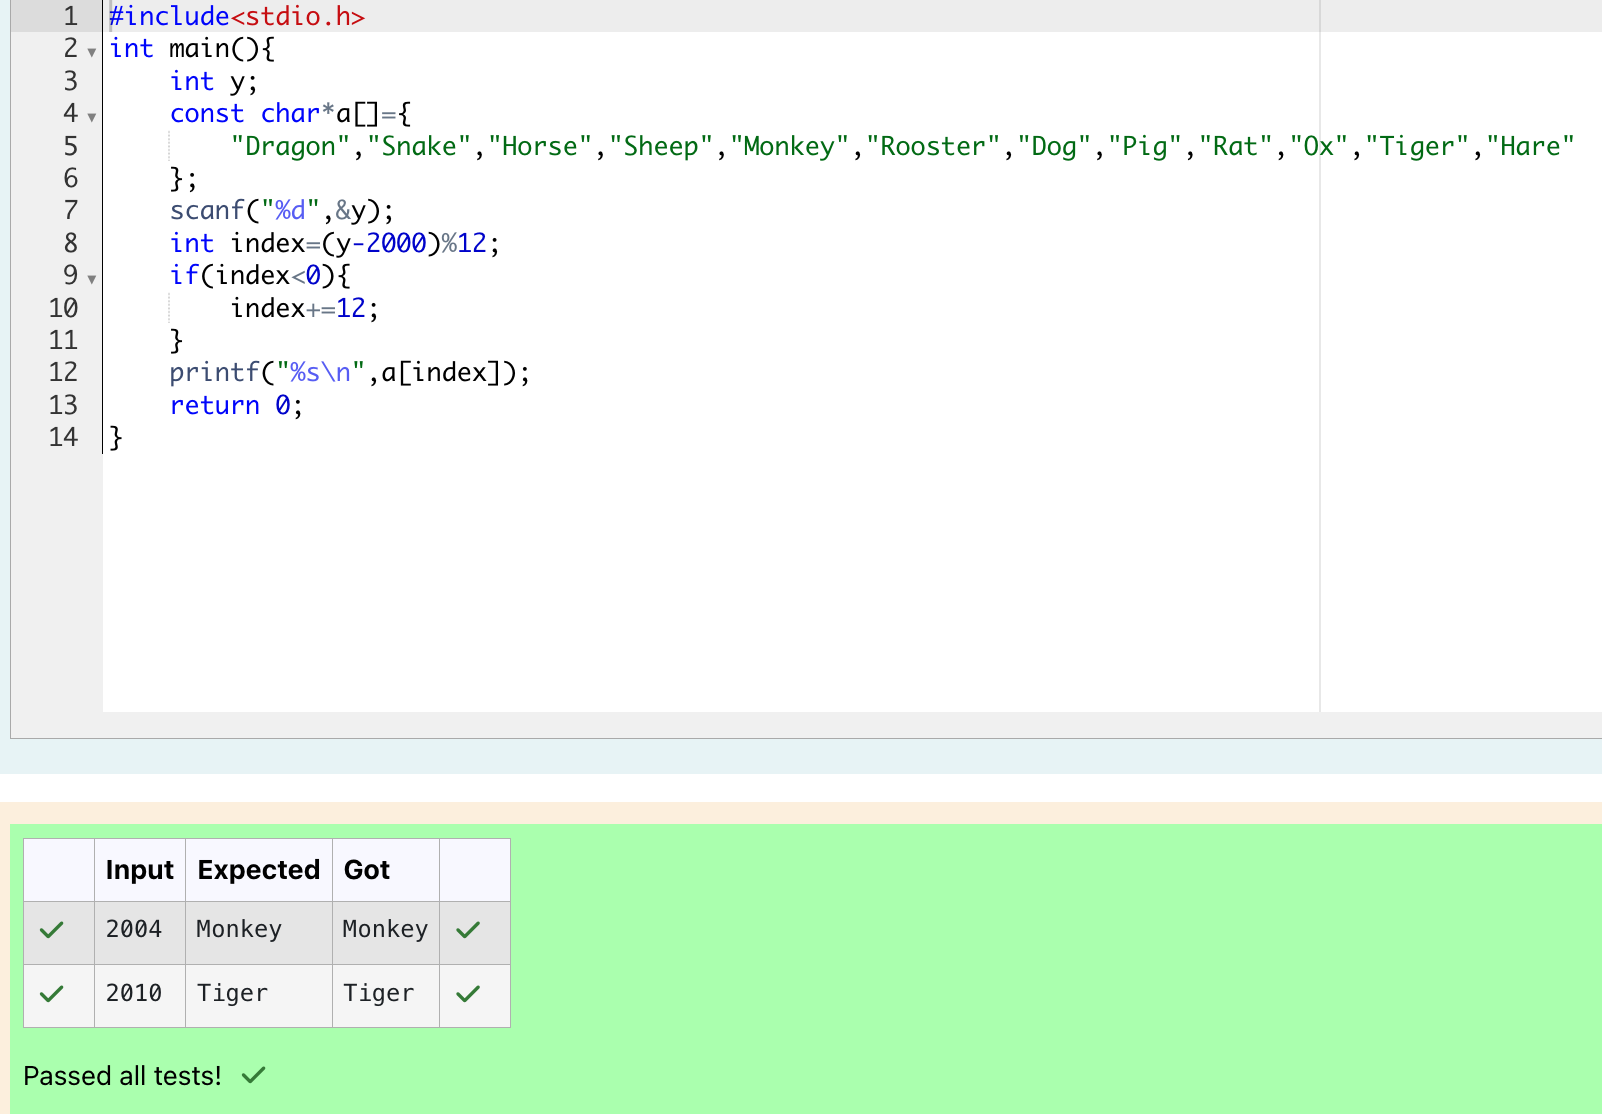 1 #include<stdio.h>
2 int main(){
3     int y;
4     const char*a[]={
5         "Dragon","Snake","Horse","Sheep","Monkey","Rooster","Dog","Pig","Rat","Ox","Tiger","Hare"
6     };
7     scanf("%d",&y);
8     int index=(y-2000)%12;
9     if(index<0){
10         index+=12;
11     }
12     printf("%s\n",a[index]);
13     return 0;
14 }
Input Expected Got
2004 Monkey Monkey
2010 Tiger Tiger
Passed all tests!